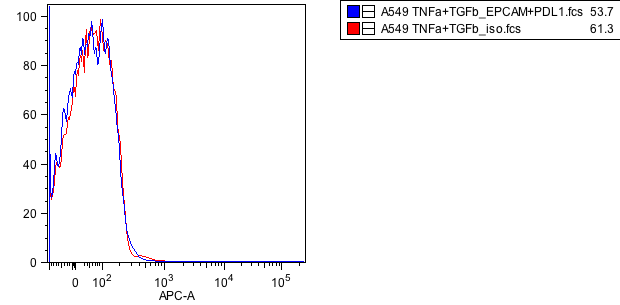 A549 TNFa+TGFb_EPCAM+PDL1.fcs 53.7
A549 TNFa+TGFb_iso.fcs 61.3
100
80
60
40
20
0
0 10² 10³ 10⁴ 10⁵
APC-A